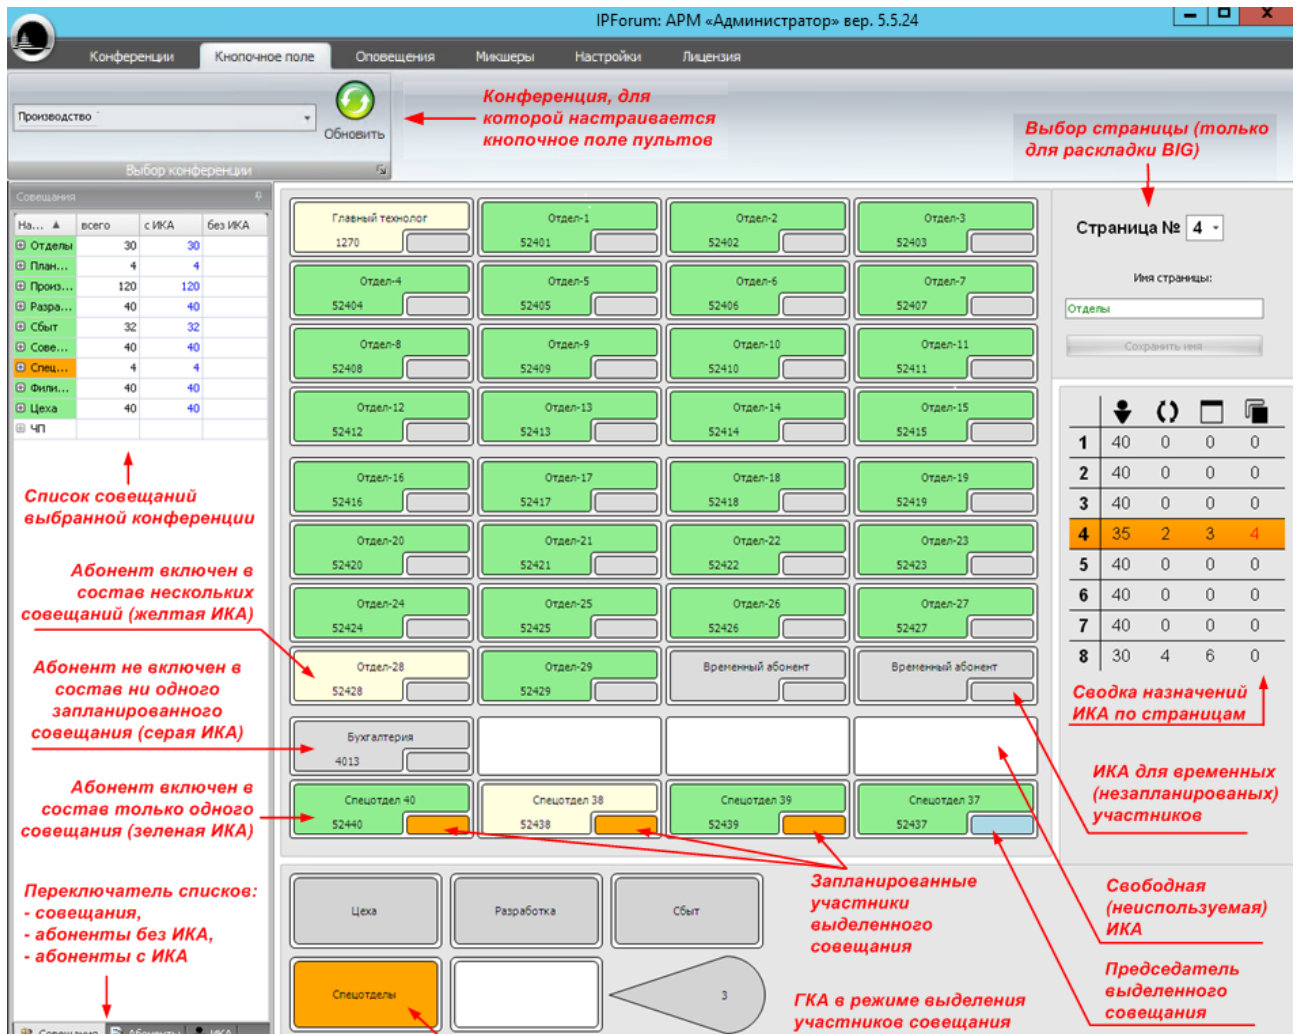 IPForum: АРМ «Администратор» вер. 5.5.24
Конференции Кнопочное поле Оповещения Микшеры Настройки Лицензия
Производство
Обновить
Выбор конференции
Конференция, для
которой настраивается
кнопочное поле пультов
Выбор страницы (только
для раскладки BIG)
Совещания
На... всего с ИКА без ИКА
Отделы 30 30
План... 4 4
Произ... 120 120
Разра... 40 40
Сбыт 32 32
Сове... 40 40
Спец... 4 4
Фили... 40 40
Цеха 40 40
ЧП
Список совещаний
выбранной конференции
Абонент включен в
состав нескольких
совещаний (желтая ИКА)
Абонент не включен в
состав ни одного
запланированного
совещания (серая ИКА)
Абонент включен в
состав только одного
совещания (зеленая ИКА)
Переключатель списков:
- совещания,
- абоненты без ИКА,
- абоненты с ИКА
Совещания Абоненты ИКА
Главный технолог Отдел-1 Отдел-2 Отдел-3
1270 52401 52402 52403
Отдел-4 Отдел-5 Отдел-6 Отдел-7
52404 52405 52406 52407
Отдел-8 Отдел-9 Отдел-10 Отдел-11
52408 52409 52410 52411
Отдел-12 Отдел-13 Отдел-14 Отдел-15
52412 52413 52414 52415
Отдел-16 Отдел-17 Отдел-18 Отдел-19
52416 52417 52418 52419
Отдел-20 Отдел-21 Отдел-22 Отдел-23
52420 52421 52422 52423
Отдел-24 Отдел-25 Отдел-26 Отдел-27
52424 52425 52426 52427
Отдел-28 Отдел-29 Временный абонент Временный абонент
52428 52429
Бухгалтерия
4013
Спецотдел 40 Спецотдел 38 Спецотдел 39 Спецотдел 37
52440 52438 52439 52437
Цеха Разработка Сбыт
Спецотделы 3
Запланированные
участники
выделенного
совещания
ГКА в режиме выделения
участников совещания
Страница № 4
Имя страницы:
Отделы
Сохранить имя
1 40 0 0 0
2 40 0 0 0
3 40 0 0 0
4 35 2 3 4
5 40 0 0 0
6 40 0 0 0
7 40 0 0 0
8 30 4 6 0
Сводка назначений
ИКА по страницам
ИКА для временных
(незапланированых)
участников
Свободная
(неиспользуемая)
ИКА
Председатель
выделенного
совещания